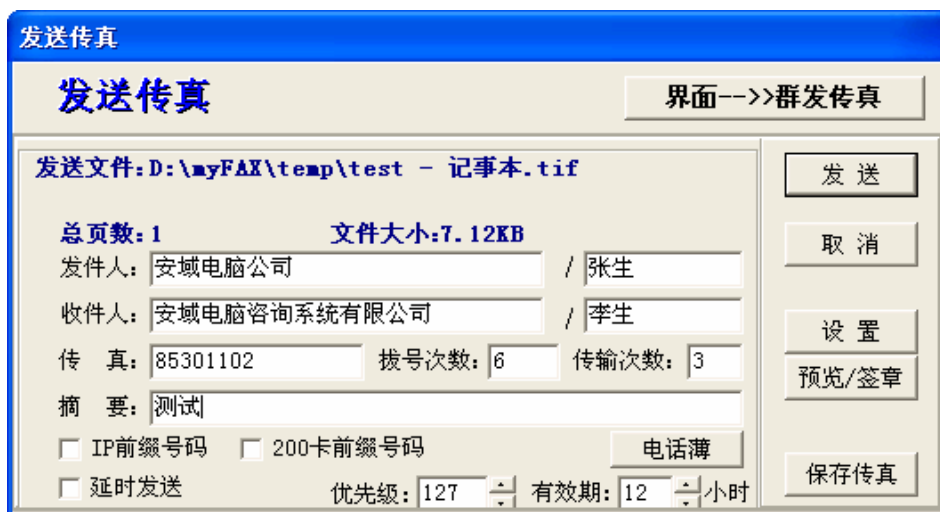 发送传真
发送传真 界面-->>群发传真
发送文件:D:\myFAX\temp\test - 记事本.tif 发 送
总页数:1 文件大小:7.12KB
发件人: 安域电脑公司 / 张生 取 消
收件人: 安域电脑咨询系统有限公司 / 李生 设 置
传 真: 85301102 拨号次数: 6 传输次数: 3 预览/签章
摘 要: 测试
IP前缀号码 200卡前缀号码 电话薄
延时发送 优先级: 127 有效期: 12 小时 保存传真